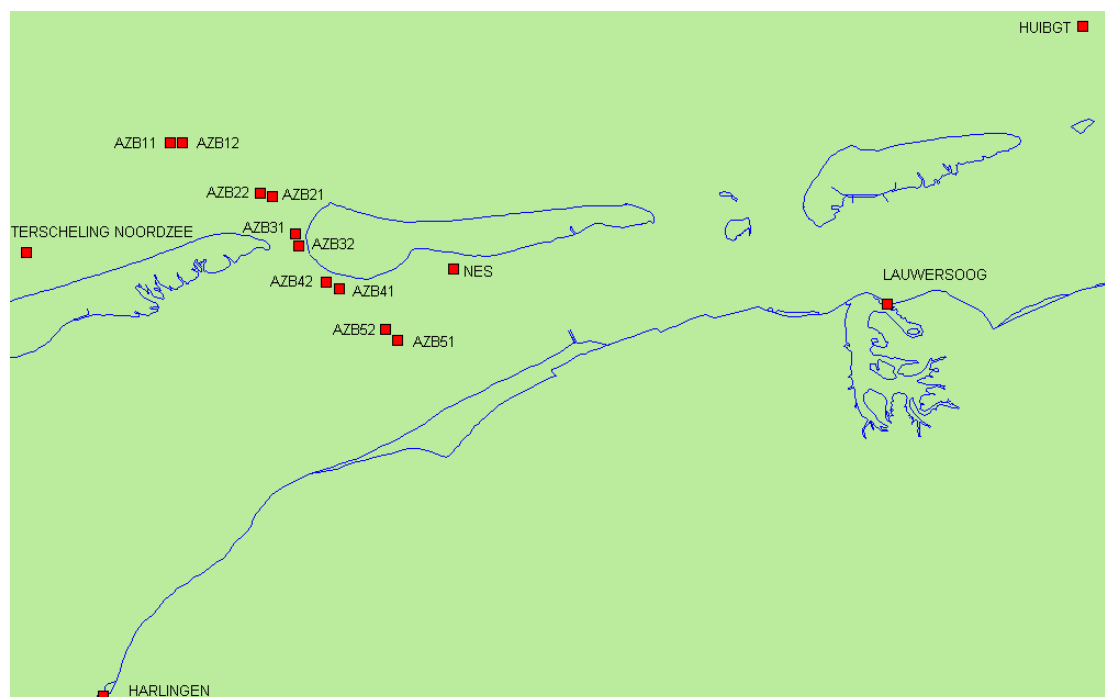 HUIBGT
AZB11
AZB12
AZB22
AZB21
AZB31
TERSCHELING NOORDZEE
AZB32
NES
LAUWERSOOG
AZB42
AZB41
AZB52
AZB51
HARLINGEN